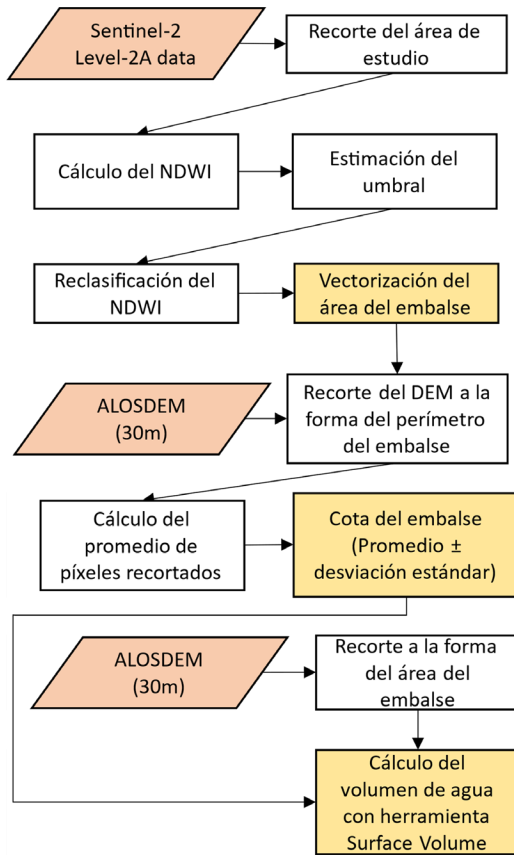 Sentinel-2
Level-2A data
Recorte del área de
estudio
Cálculo del NDWI
Estimación del
umbral
Reclasificación del
NDWI
Vectorización del
área del embalse
ALOSDEM
(30m)
Recorte del DEM a la
forma del perímetro
del embalse
Cálculo del
promedio de
píxeles recortados
Cota del embalse
(Promedio ±
desviación estándar)
ALOSDEM
(30m)
Recorte a la forma
del área del
embalse
Cálculo del
volumen de agua
con herramienta
Surface Volume